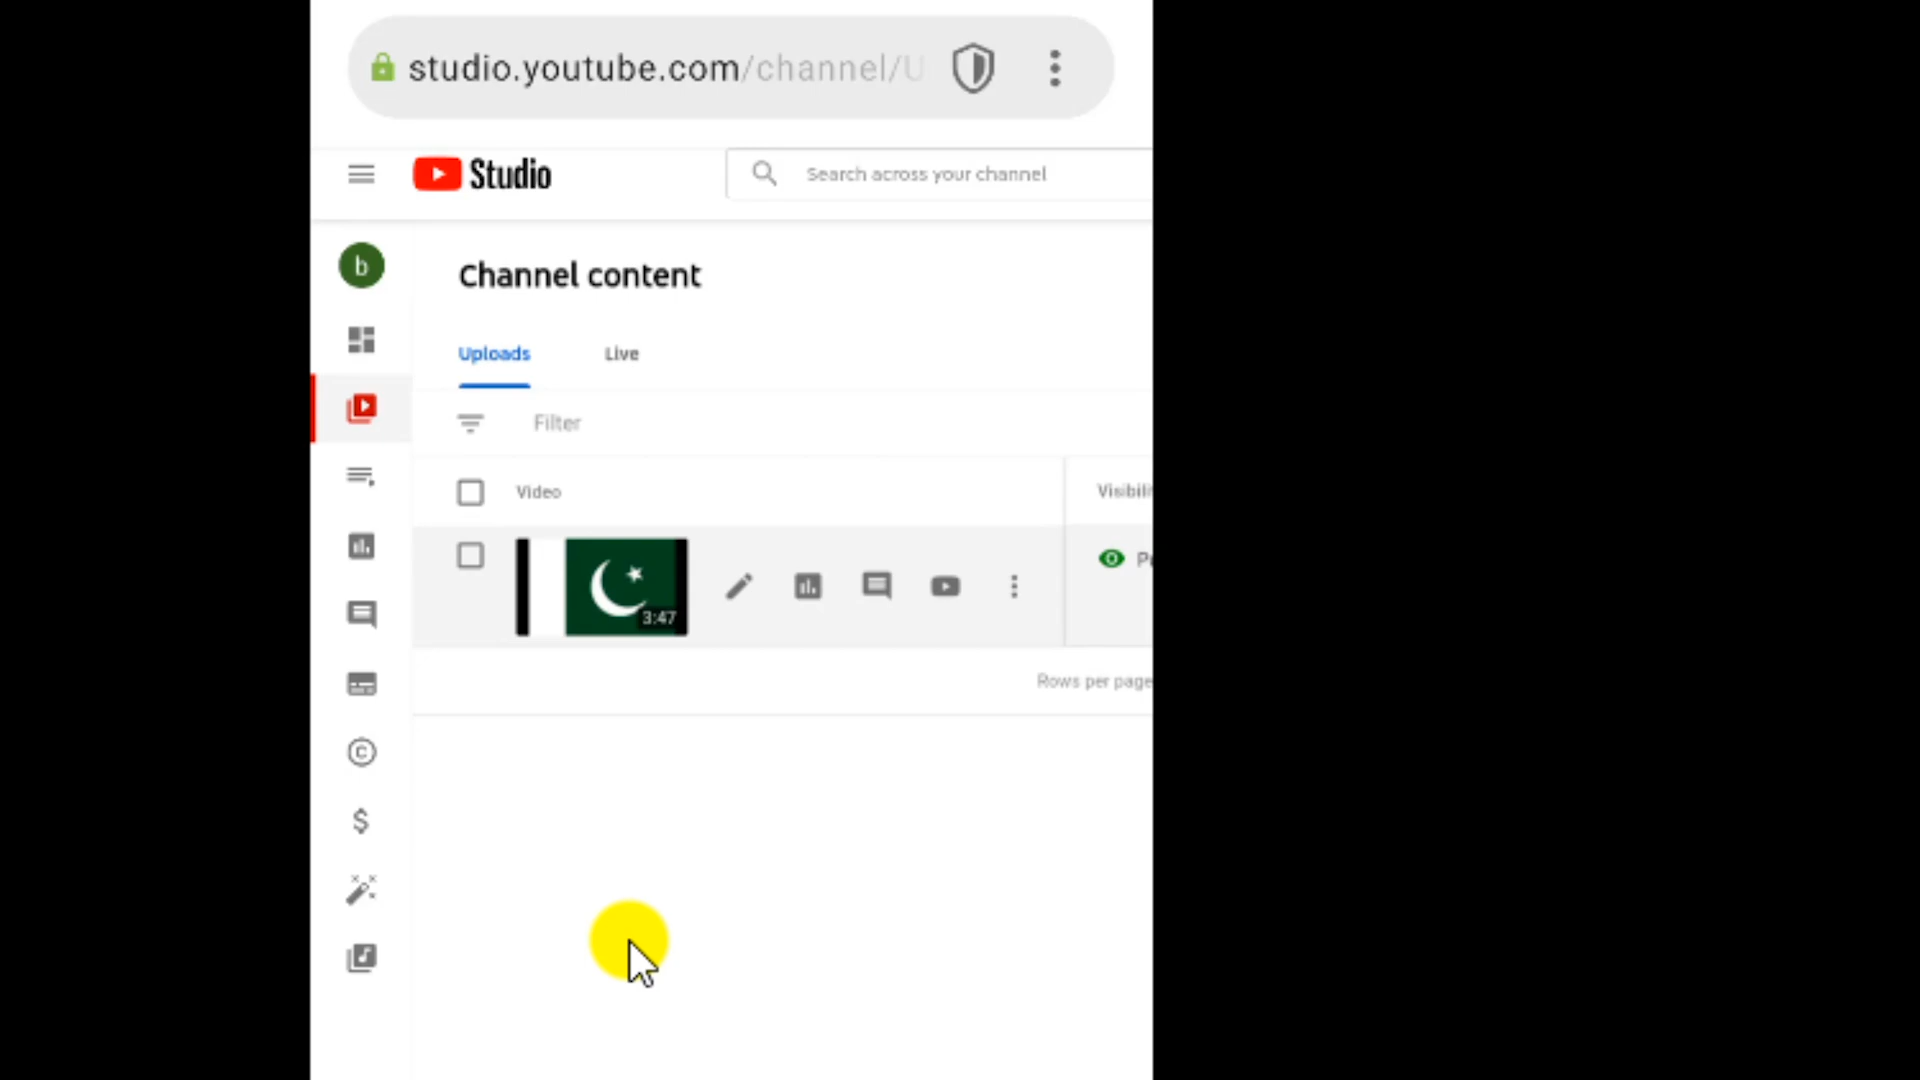 studio.youtube.com/channel/U
Studio
Search across your channel
b
Channel content
Uploads Live
Filter
Video
3:47
Rows per page